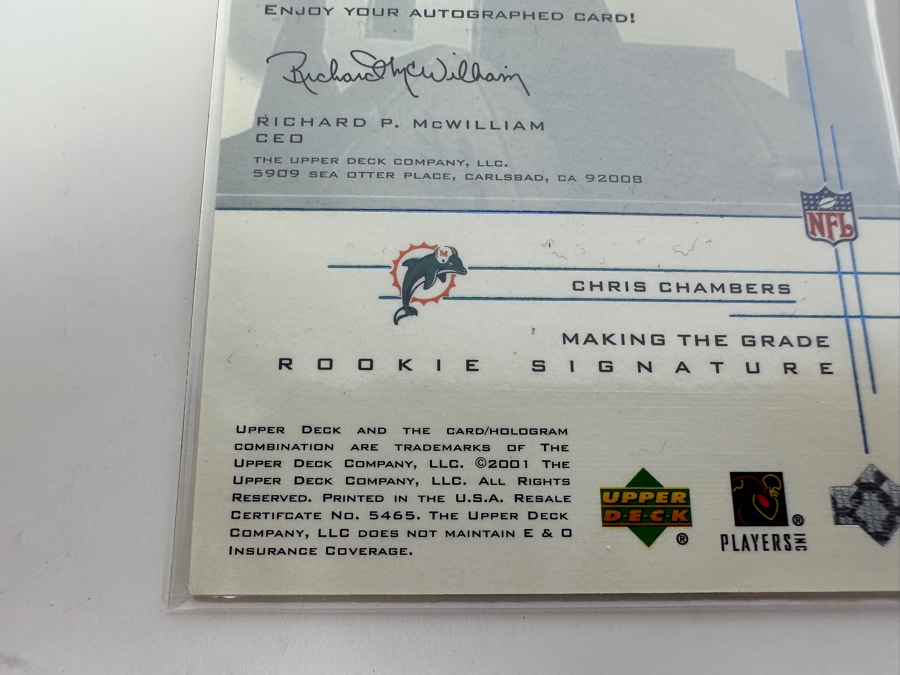 ENJOY YOUR AUTOGRAPHED CARD!
Richard McWilliam
RICHARD P. McWILLIAM
CEO
THE UPPER DECK COMPANY, LLC.
5909 SEA OTTER PLACE, CARLSBAD, CA 92008
NFL
M
CHRIS CHAMBERS
MAKING THE GRADE
ROOKIE SIGNATURE
UPPER DECK AND THE CARD/HOLOGRAM
COMBINATION ARE TRADEMARKS OF THE
UPPER DECK COMPANY, LLC. ©2001 THE
UPPER DECK COMPANY, LLC. ALL RIGHTS
RESERVED. PRINTED IN THE U.S.A. RESALE
CERTIFCATE NO. 5465. THE UPPER DECK
COMPANY, LLC DOES NOT MAINTAIN E & O
INSURANCE COVERAGE.
UPPER
D·E·C·K
®
PLAYERS INC
®